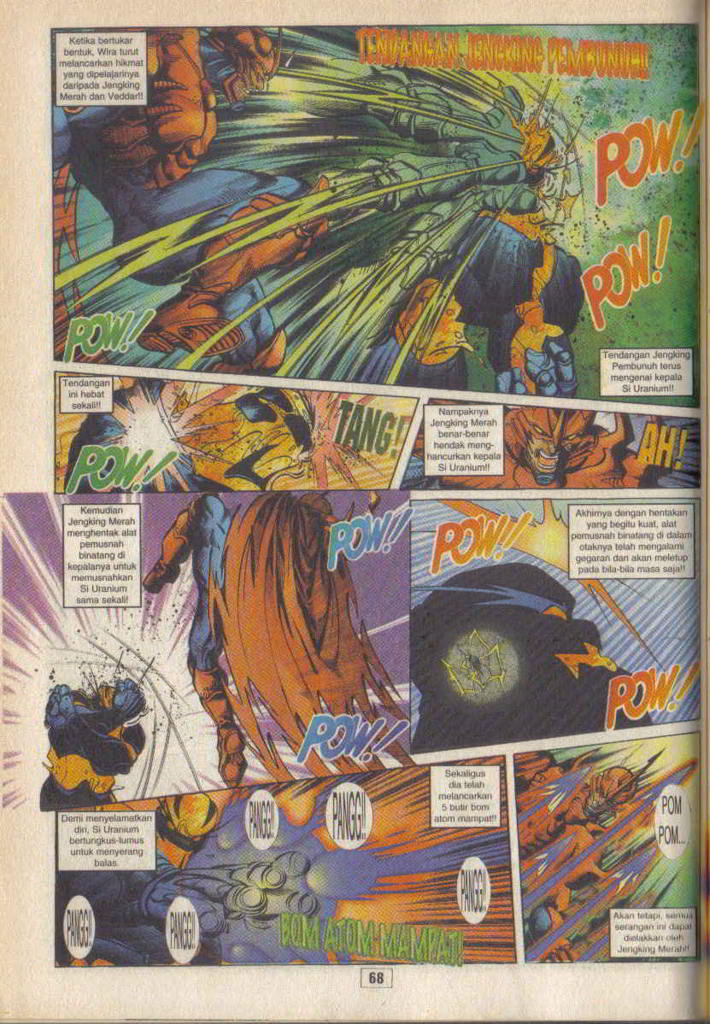 Ketika bertukar
bentuk, Wira turut
melancarkan hikmat
yang dipelajarinya
daripada Jengking
Merah dan Veddar!!
TENDANGAN JENGKING PEMBUNUH!!
POW!
POW!
POW!!
Tendangan Jengking
Pembunuh terus
mengenai kepala
Si Uranium!!
Tendangan
ini hebat
sekali!!
POW!!
TANG!
Nampaknya
Jengking Merah
benar-benar
hendak meng-
hancurkan kepala
Si Uranium!!
AH!
Kemudian
Jengking Merah
menghentak alat
pemusnah
binatang di
kepalanya untuk
memusnahkan
Si Uranium
sama sekali!
POW!!
POW!!
POW!!
Akhirnya dengan hentakan
yang begitu kuat, alat
pemusnah binatang di dalam
otaknya telah mengalami
gegaran dan akan meletup
pada bila-bila masa saja!!
POW!!
Demi menyelamatkan
diri, Si Uranium
bertungkus-lumus
untuk menyerang
balas.
PANGG!!
PANGG!!
Sekaligus
dia telah
melancarkan
5 butir bom
atom mampat!!
PANGG!!
PANGG!!
PANGG!!
BOM ATOM MAMPAT!!
POM
POM...
Akan tetapi, semua
serangan ini dapat
dielakkan oleh
Jengking Merah!!
68